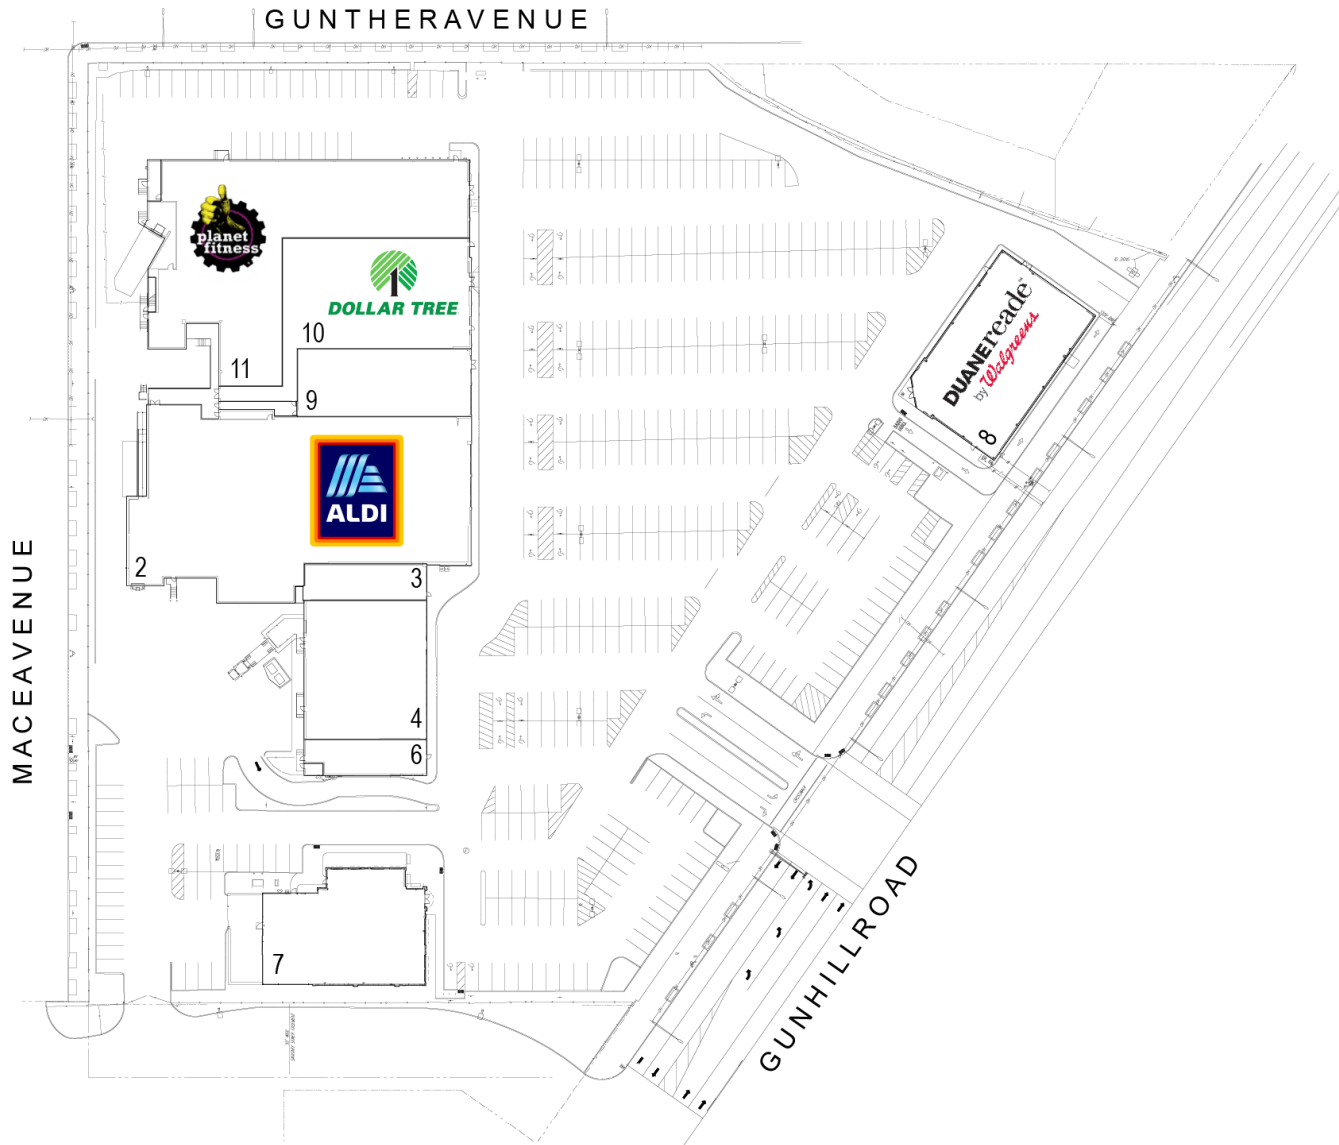 GUNTHERAVENUE
planet
fitness
DOLLAR TREE
10
11
9
DUANEreade
by Walgreens
8
ALDI
2
3
MACEAVENUE
4
6
7
GUNHILLROAD